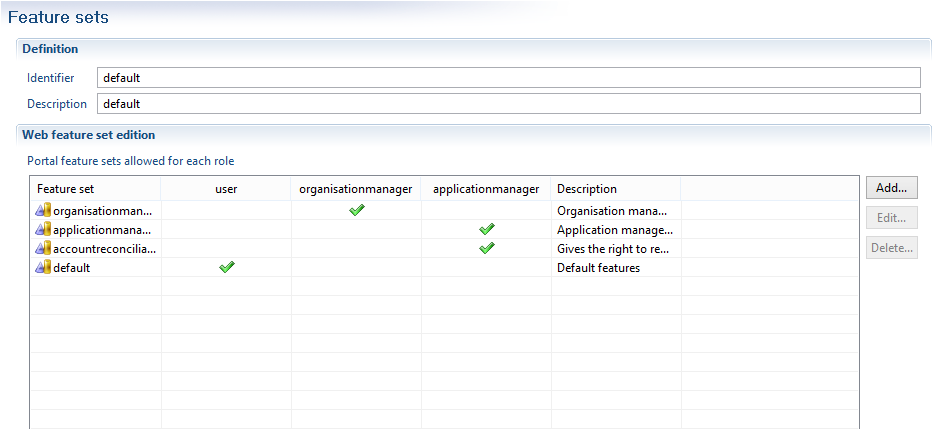 Feature sets
Definition
Identifier default
Description default
Web feature set edition
Portal feature sets allowed for each role
Feature set user organisationmanager applicationmanager Description
organisationman... Organisation mana...
applicationmana... Application manage...
accountreconcilia... Gives the right to re...
default Default features
Add...
Edit...
Delete...